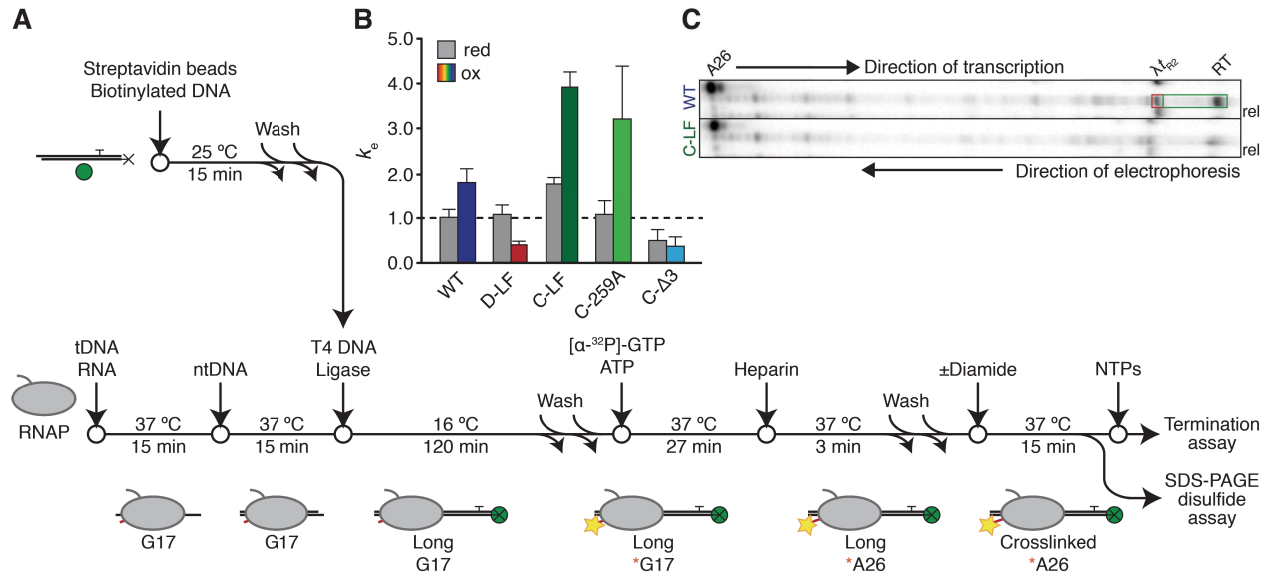 A
Streptavidin beads
Biotinylated DNA
Wash
25 ºC
15 min
B
5.0
4.0
3.0
2.0
1.0
0.0
kₑ
red
ox
WT
D-LF
C-LF
C-259A
C-Δ3
C
A26
Direction of transcription
λtR2
RT
WT
rel
C-LF
rel
Direction of electrophoresis
RNAP
tDNA
RNA
ntDNA
T4 DNA
Ligase
Wash
[α-³²P]-GTP
ATP
Heparin
Wash
±Diamide
NTPs
37 ºC
15 min
37 ºC
15 min
16 ºC
120 min
37 ºC
27 min
37 ºC
3 min
37 ºC
15 min
Termination
assay
SDS-PAGE
disulfide
assay
G17
G17
Long
G17
Long
*G17
Long
*A26
Crosslinked
*A26